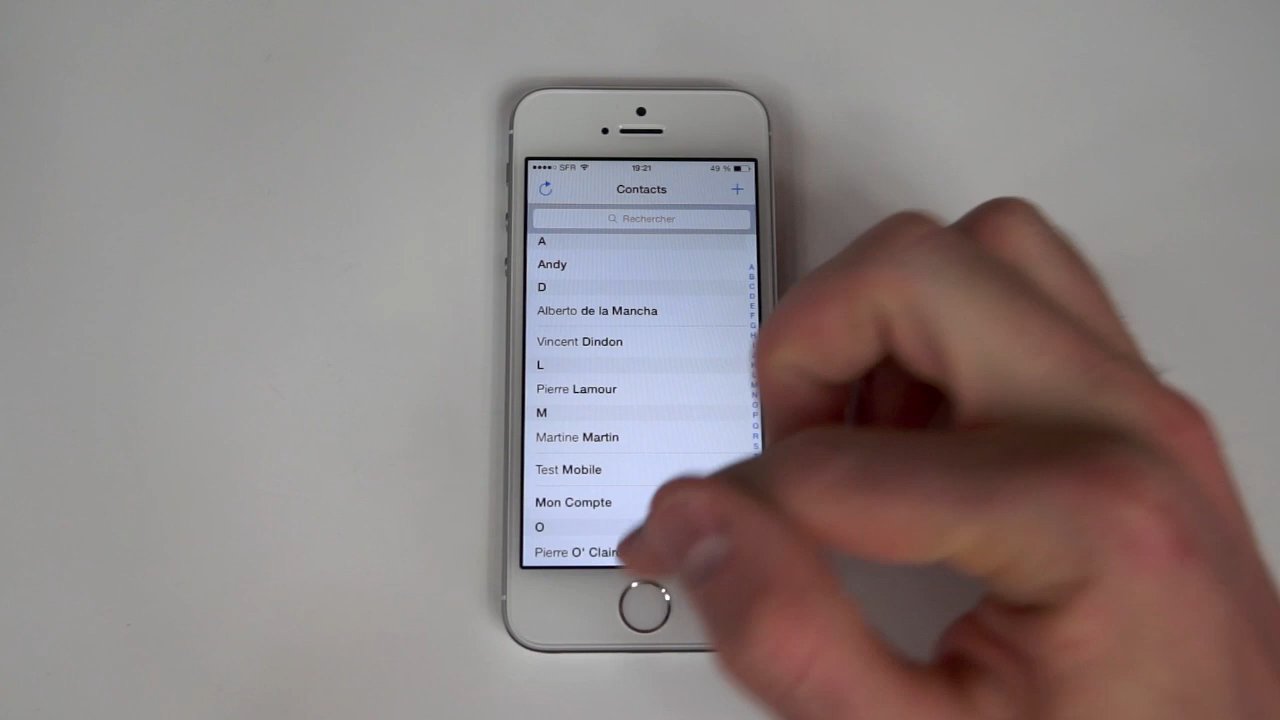 SFR 19:21 49 %
Contacts
Rechercher
A
Andy
D
Alberto de la Mancha
Vincent Dindon
L
Pierre Lamour
M
Martine Martin
Test Mobile
Mon Compte
O
Pierre O' Clair
A
B
C
D
E
F
G
H